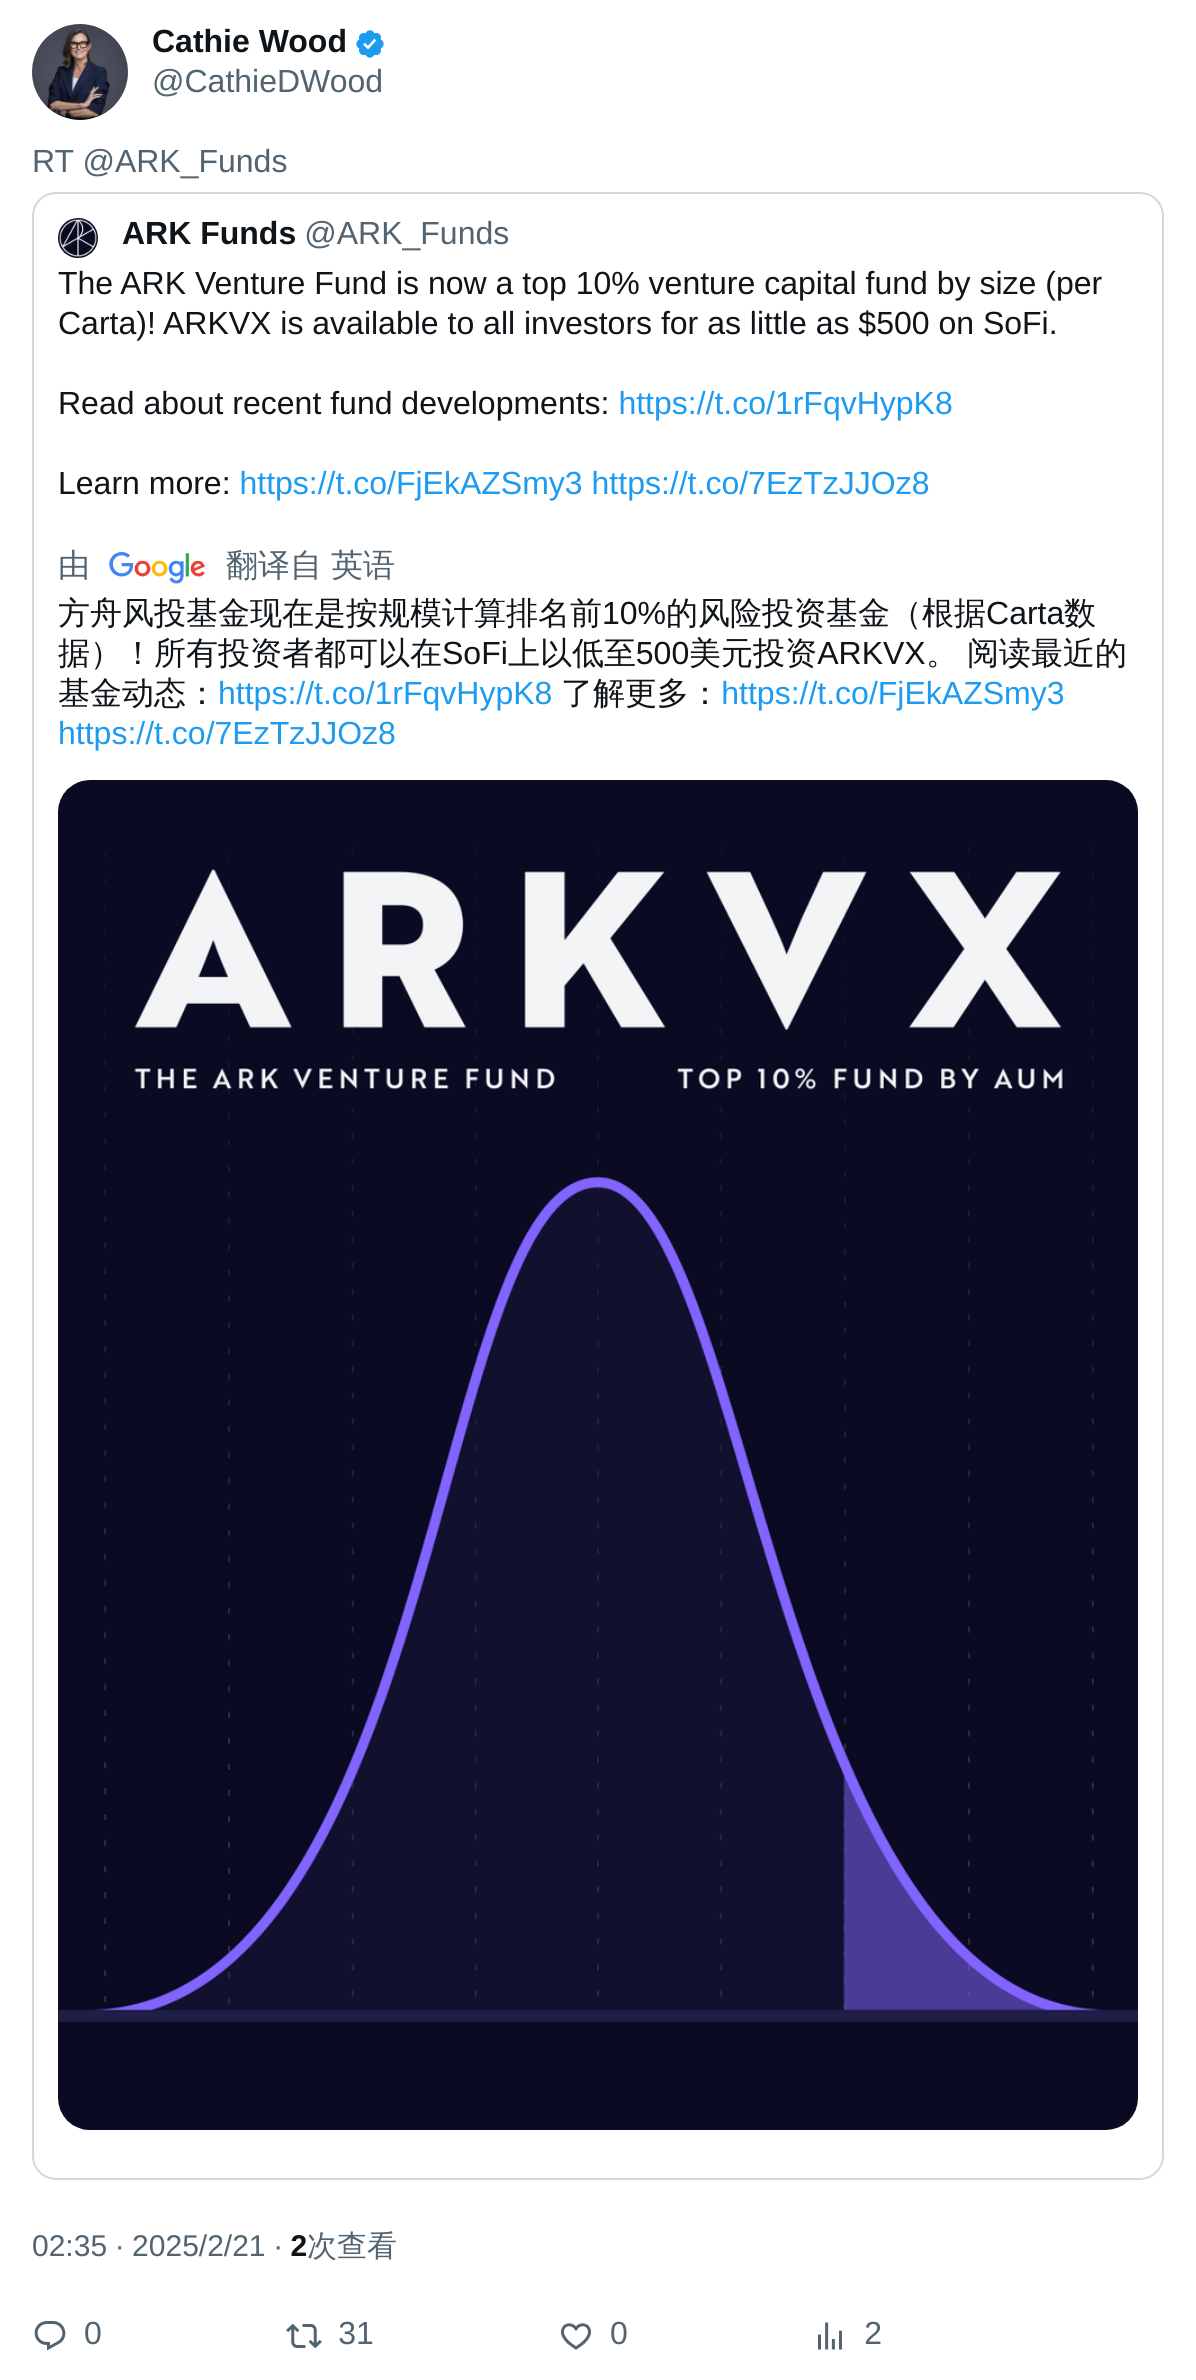 Cathie Wood
@CathieDWood
RT @ARK_Funds
ARK Funds @ARK_Funds
The ARK Venture Fund is now a top 10% venture capital fund by size (per
Carta)! ARKVX is available to all investors for as little as $500 on SoFi.
Read about recent fund developments: https://t.co/1rFqvHypK8
Learn more: https://t.co/FjEkAZSmy3 https://t.co/7EzTzJJOz8
由 Google 翻译自 英语
方舟风投基金现在是按规模计算排名前10%的风险投资基金（根据Carta数
据）！所有投资者都可以在SoFi上以低至500美元投资ARKVX。 阅读最近的
基金动态：https://t.co/1rFqvHypK8 了解更多：https://t.co/FjEkAZSmy3
https://t.co/7EzTzJJOz8
ARKVX
THE ARK VENTURE FUND TOP 10% FUND BY AUM
02:35 · 2025/2/21 · 2次查看
0 31 0 2